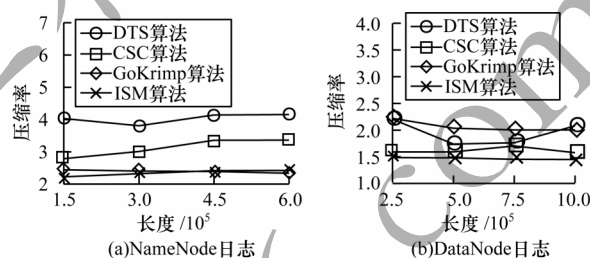 7
6
5
4
3
2
压缩率
DTS算法
CSC算法
GoKrimp算法
ISM算法
1.5 3.0 4.5 6.0
长度 /10⁵
(a)NameNode日志
4.0
3.5
3.0
2.5
2.0
1.5
1.0
压缩率
DTS算法
CSC算法
GoKrimp算法
ISM算法
2.5 5.0 7.5 10.0
长度 /10⁵
(b)DataNode日志